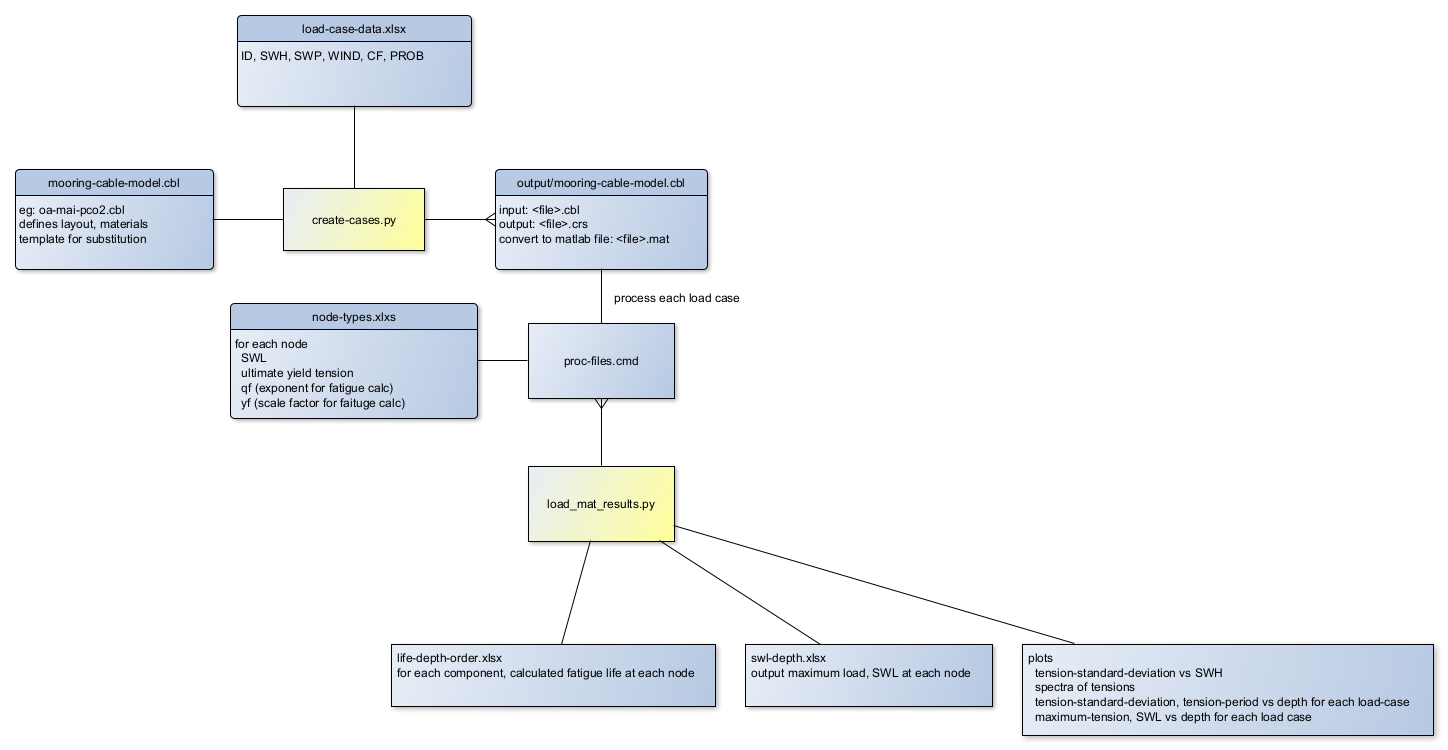 load-case-data.xlsx
ID, SWH, SWP, WIND, CF, PROB
mooring-cable-model.cbl
eg: oa-mai-pco2.cbl
defines layout, materials
template for substitution
create-cases.py
output/mooring-cable-model.cbl
input: <file>.cbl
output: <file>.crs
convert to matlab file: <file>.mat
process each load case
node-types.xlxs
for each node
SWL
ultimate yield tension
qf (exponent for fatigue calc)
yf (scale factor for faituge calc)
proc-files.cmd
load_mat_results.py
life-depth-order.xlsx
for each component, calculated fatigue life at each node
swl-depth.xlsx
output maximum load, SWL at each node
plots
tension-standard-deviation vs SWH
spectra of tensions
tension-standard-deviation, tension-period vs depth for each load-case
maximum-tension, SWL vs depth for each load case